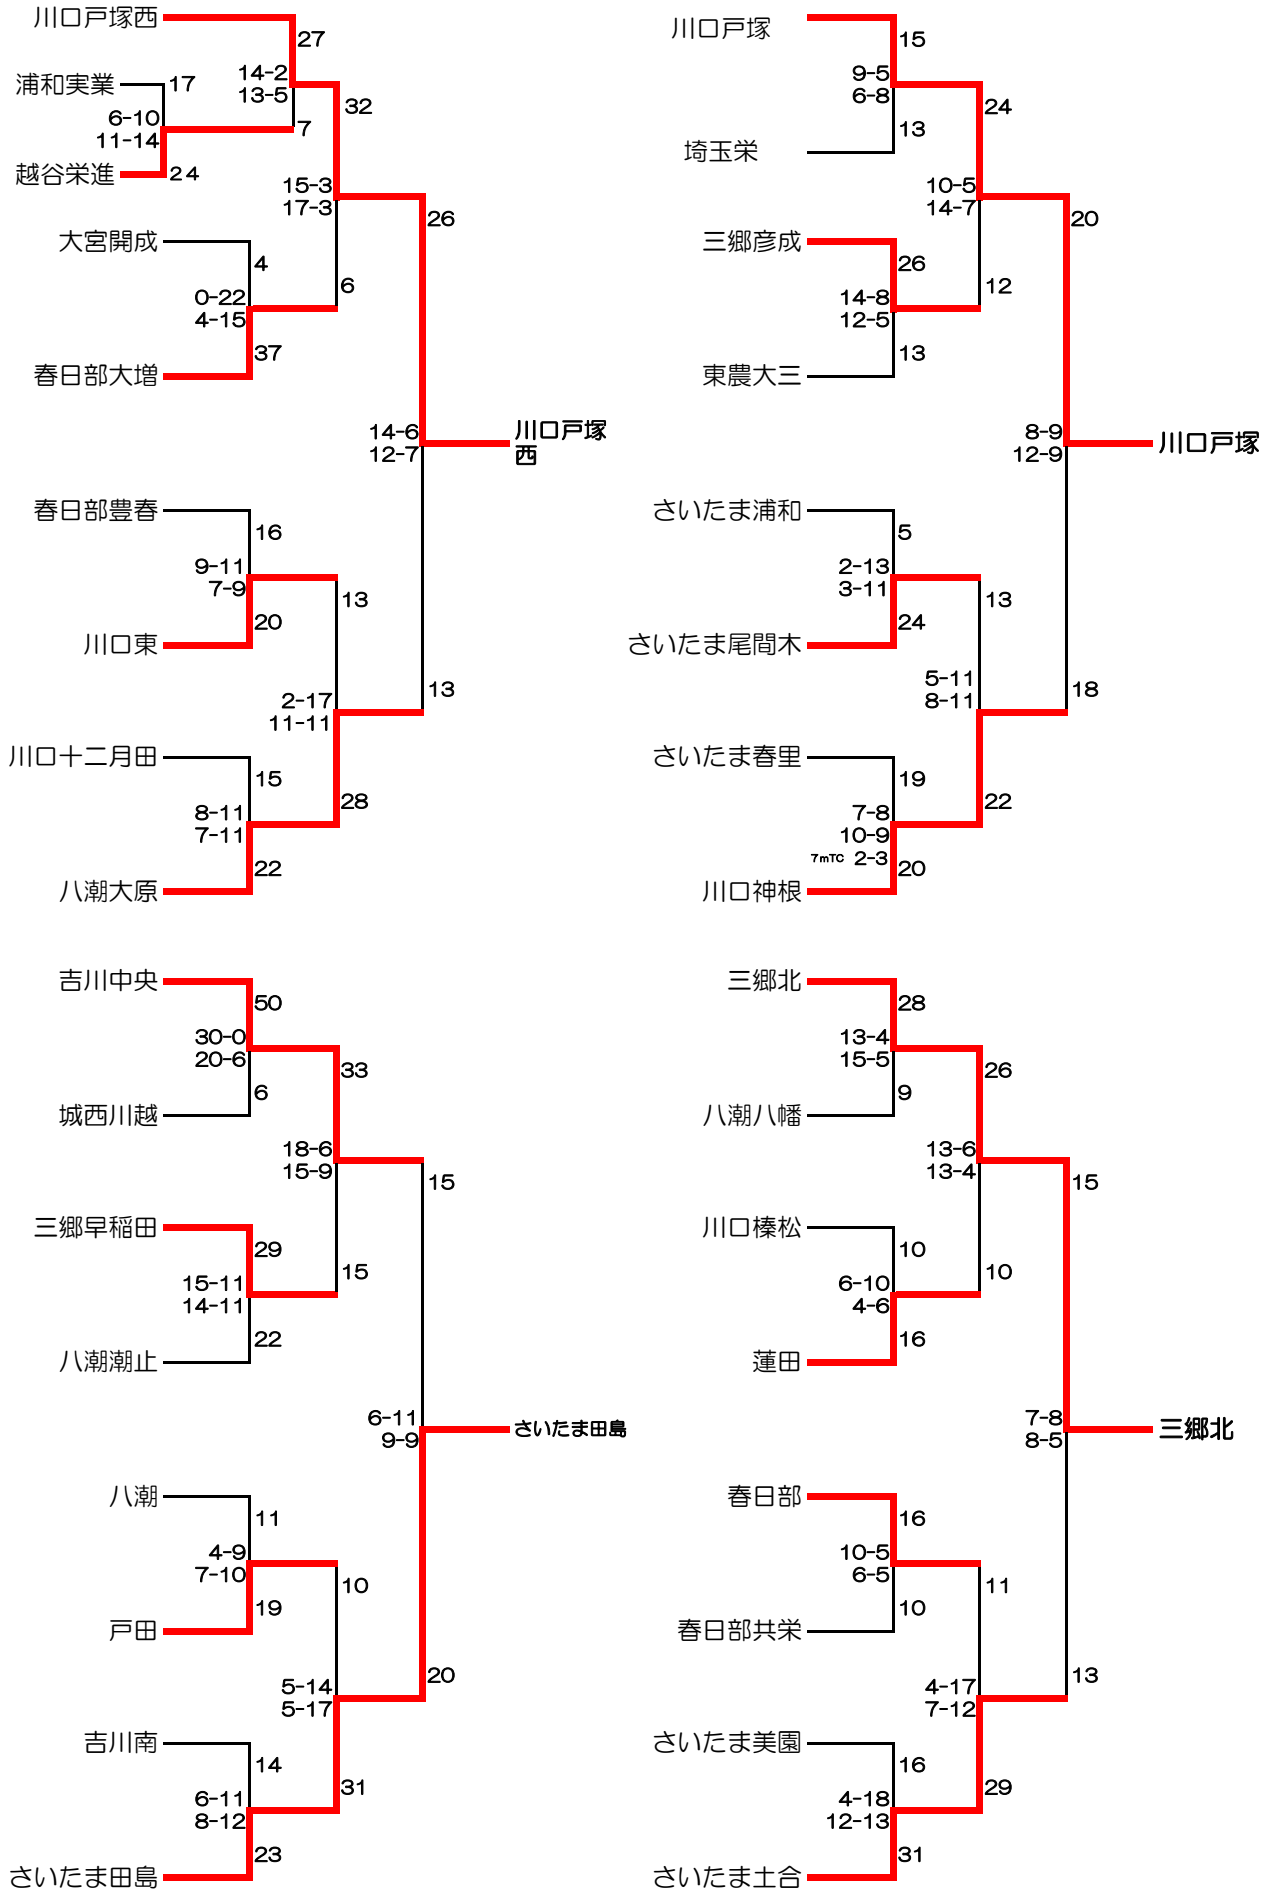 川口戸塚西
27
浦和実業
17
14-2
13-5
32
6-10
11-14
7
越谷栄進
24
15-3
17-3
26
大宮開成
4
6
0-22
4-15
37
春日部大増
14-6
12-7
川口戸塚
西
春日部豊春
16
9-11
7-9
13
20
川口東
13
2-17
11-11
川口十二月田
15
28
8-11
7-11
22
八潮大原
川口戸塚
15
9-5
6-8
24
13
埼玉栄
10-5
14-7
20
三郷彦成
26
12
14-8
12-5
13
東農大三
8-9
12-9
川口戸塚
さいたま浦和
5
2-13
3-11
13
24
さいたま尾間木
5-11
8-11
18
さいたま春里
19
22
7-8
10-9
7mTC 2-3
20
川口神根
吉川中央
50
30-0
20-6
33
6
城西川越
18-6
15-9
15
三郷早稲田
29
15
15-11
14-11
22
八潮潮止
6-11
9-9
さいたま田島
八潮
11
4-9
7-10
10
19
戸田
20
5-14
5-17
吉川南
14
31
6-11
8-12
23
さいたま田島
三郷北
28
13-4
15-5
26
9
八潮八幡
13-6
13-4
15
川口榛松
10
10
6-10
4-6
16
蓮田
7-8
8-5
三郷北
春日部
16
10-5
6-5
11
10
春日部共栄
13
4-17
7-12
さいたま美園
16
29
4-18
12-13
31
さいたま土合